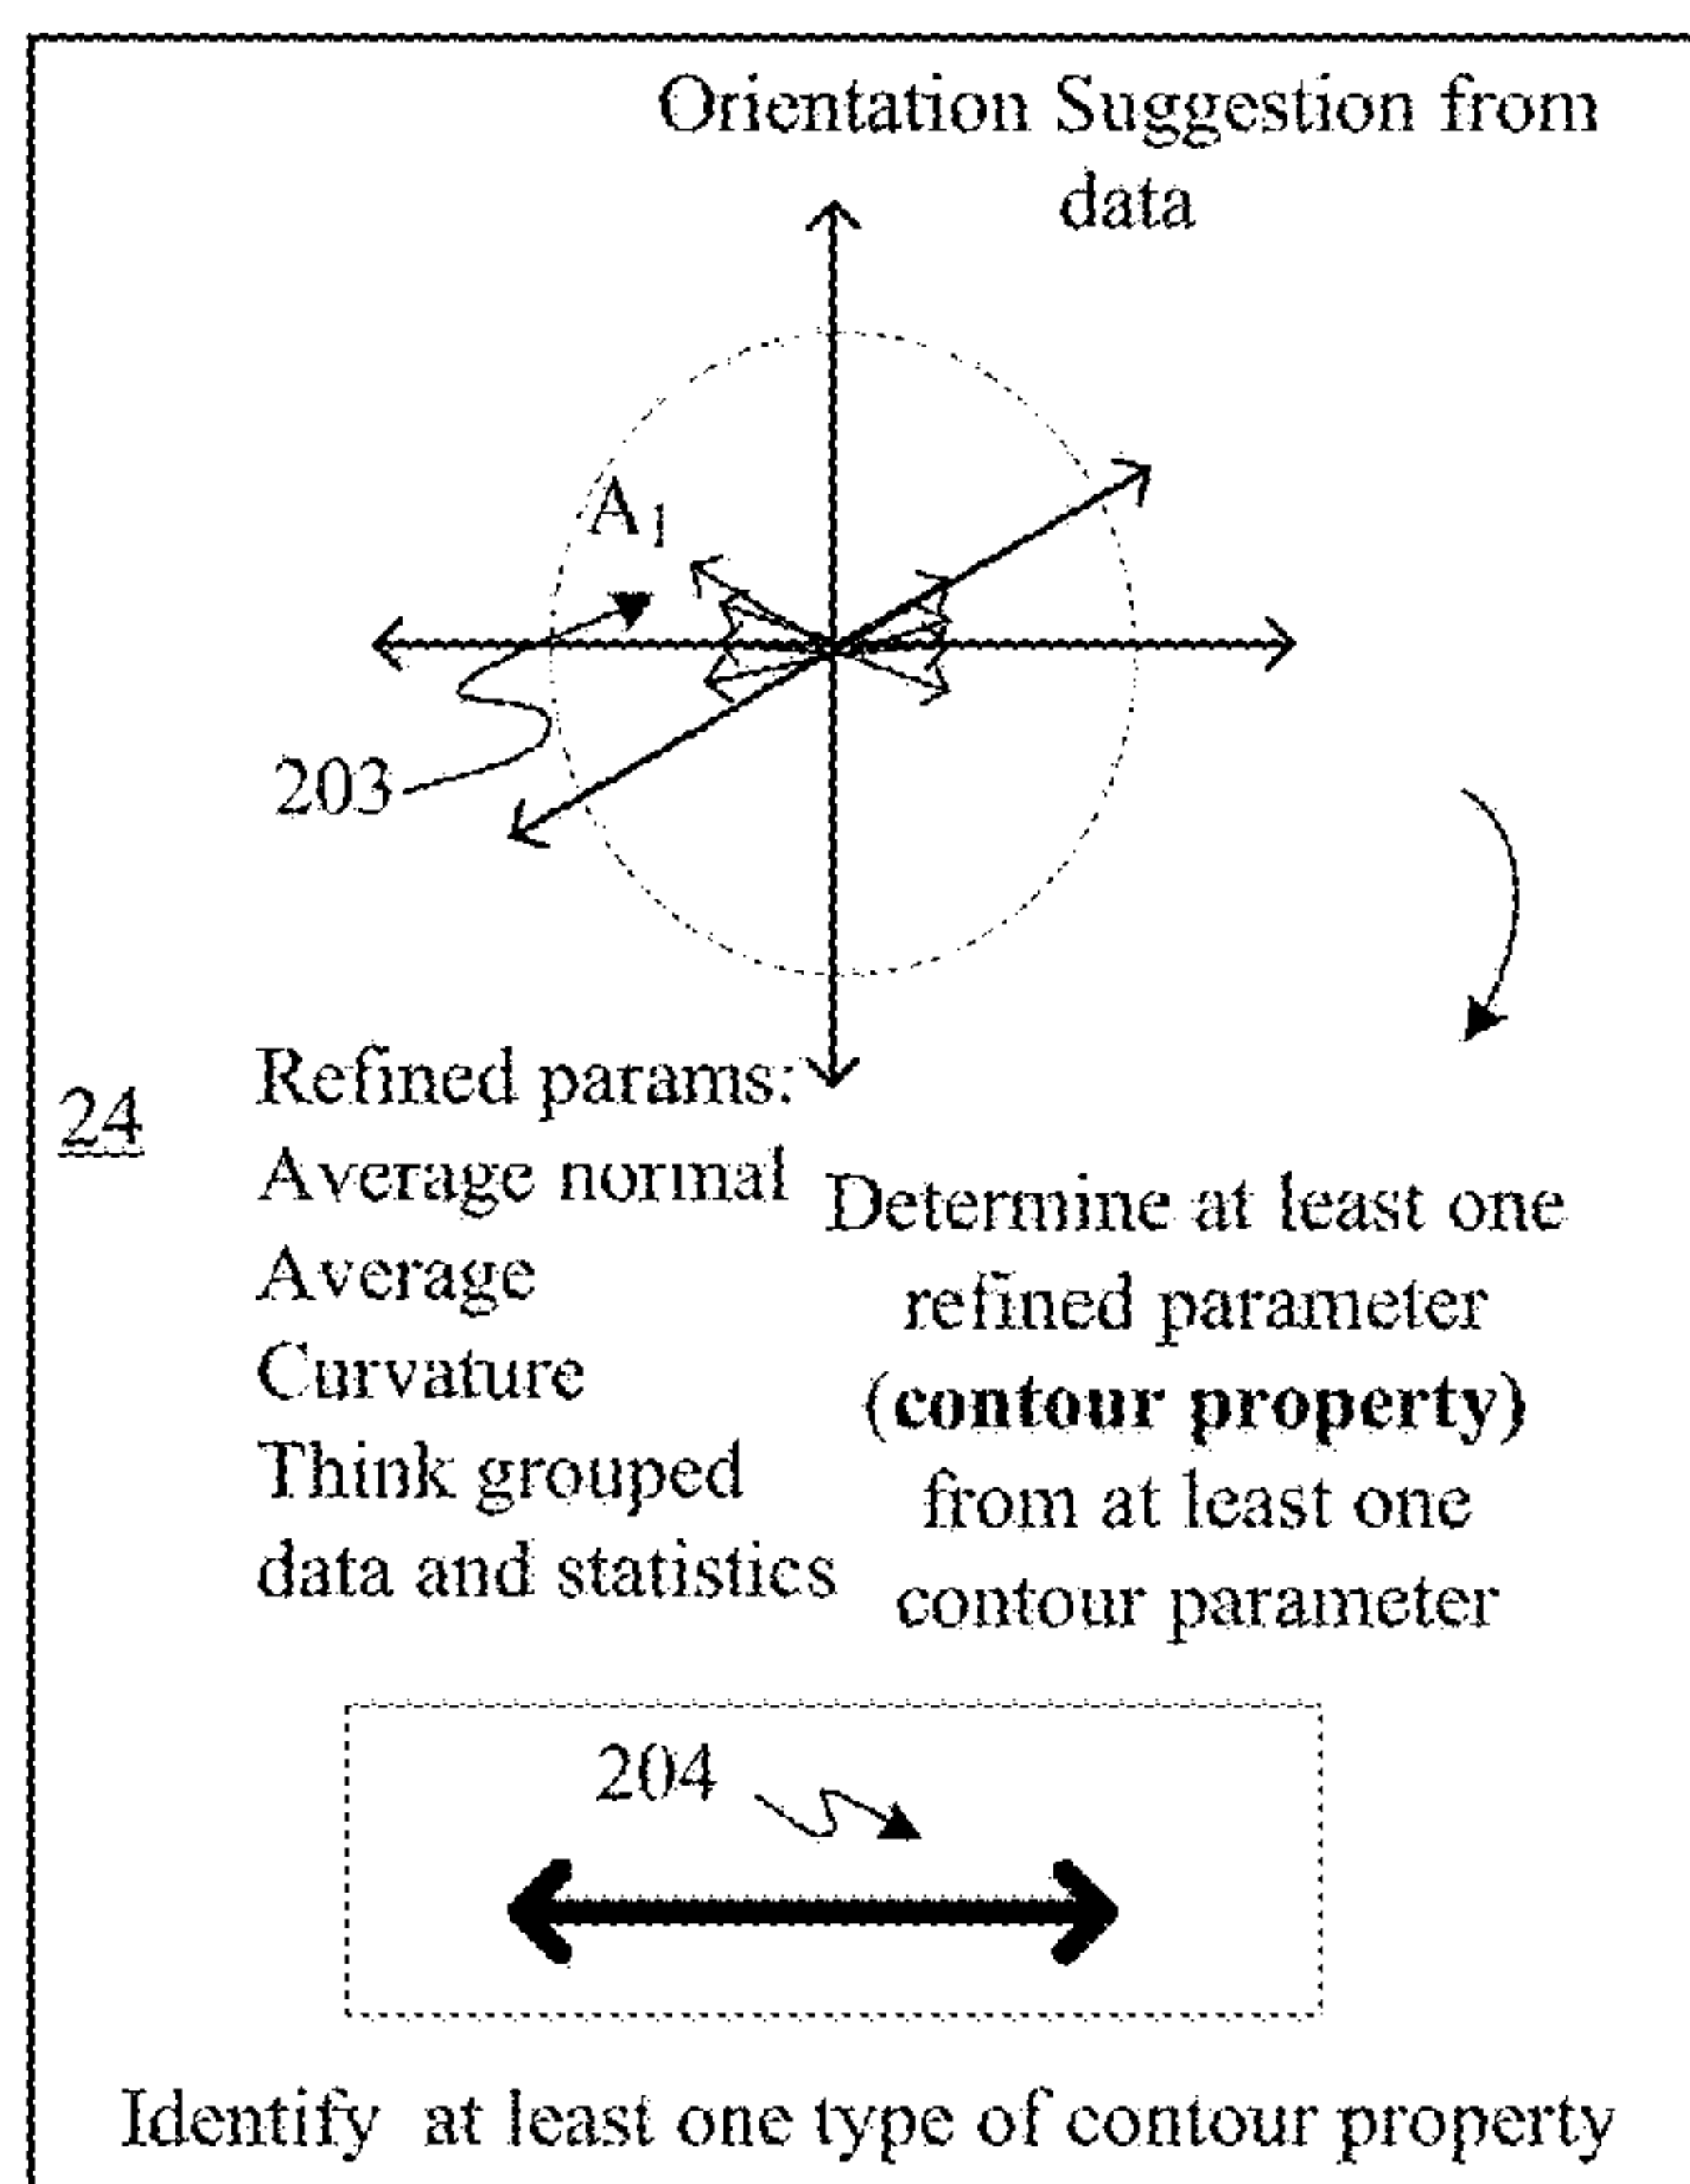 Orientation Suggestion from
data
A1
203
24
Refined params:
Average normal
Average
Curvature
Think grouped
data and statistics
Determine at least one
refined parameter
(contour property)
from at least one
contour parameter
204
Identify at least one type of contour property